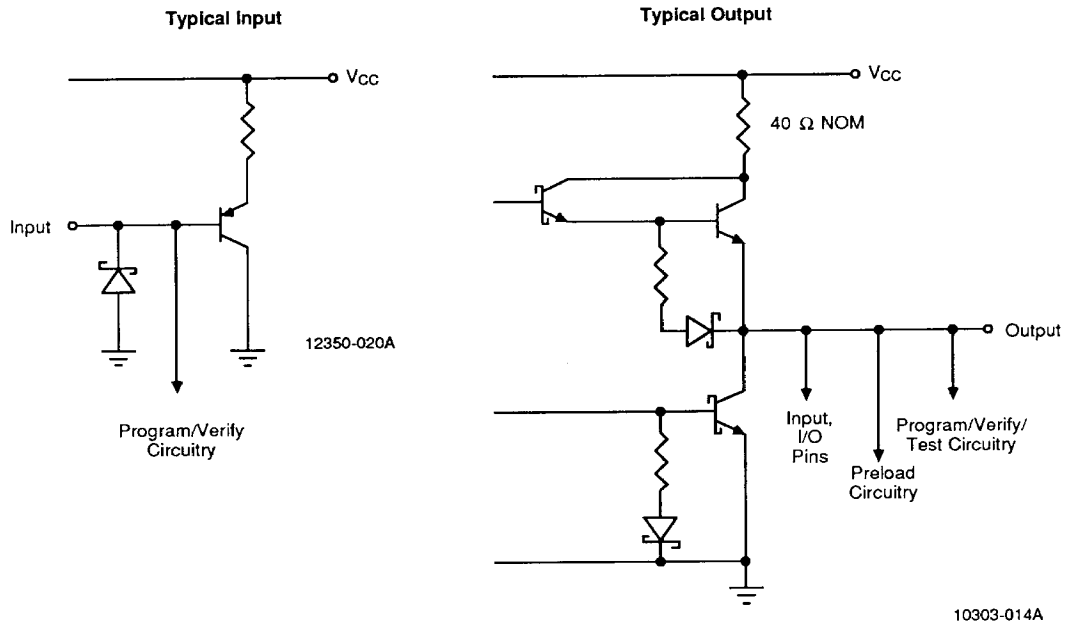 Typical Input
Typical Output
VCC
VCC
40 Ω NOM
Input
12350-020A
Output
Program/Verify
Circuitry
Input,
I/O
Pins
Program/Verify/
Test Circuitry
Preload
Circuitry
10303-014A